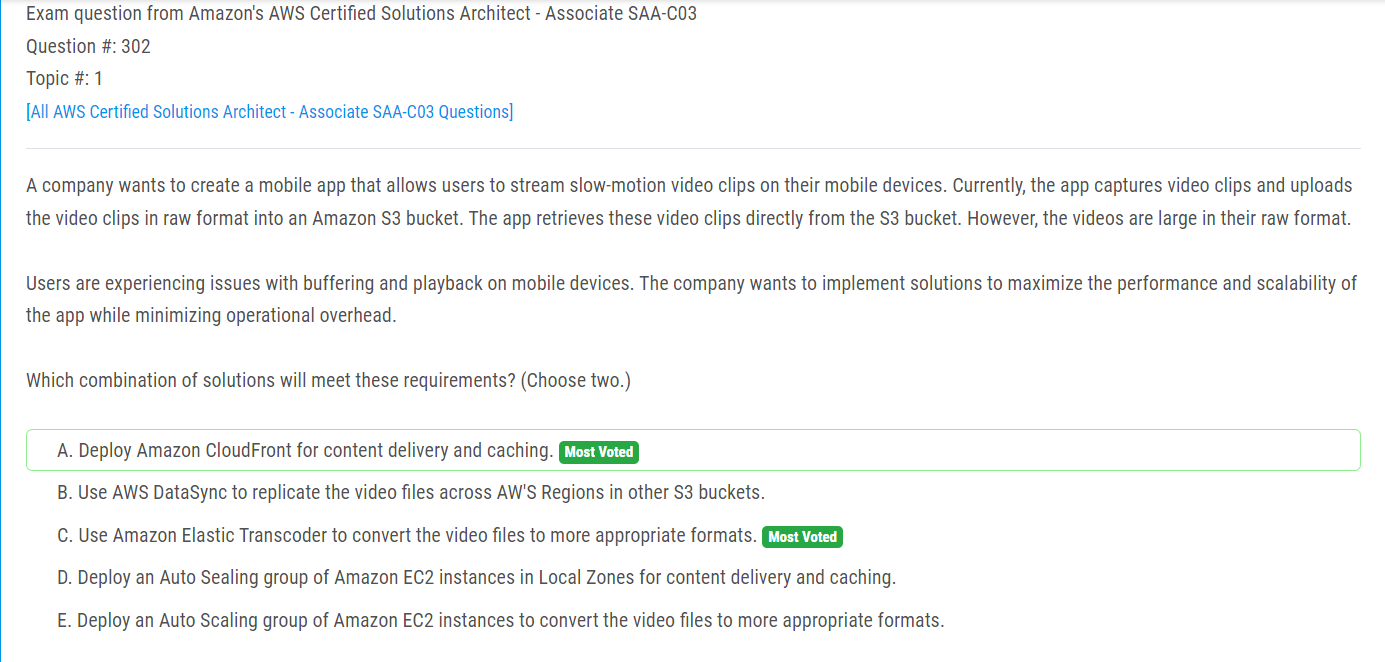 Exam question from Amazon's AWS Certified Solutions Architect - Associate SAA-C03
Question #: 302
Topic #: 1
[All AWS Certified Solutions Architect - Associate SAA-C03 Questions]
A company wants to create a mobile app that allows users to stream slow-motion video clips on their mobile devices. Currently, the app captures video clips and uploads
the video clips in raw format into an Amazon S3 bucket. The app retrieves these video clips directly from the S3 bucket. However, the videos are large in their raw format.
Users are experiencing issues with buffering and playback on mobile devices. The company wants to implement solutions to maximize the performance and scalability of
the app while minimizing operational overhead.
Which combination of solutions will meet these requirements? (Choose two.)
A. Deploy Amazon CloudFront for content delivery and caching. Most Voted
B. Use AWS DataSync to replicate the video files across AW'S Regions in other S3 buckets.
C. Use Amazon Elastic Transcoder to convert the video files to more appropriate formats. Most Voted
D. Deploy an Auto Sealing group of Amazon EC2 instances in Local Zones for content delivery and caching.
E. Deploy an Auto Scaling group of Amazon EC2 instances to convert the video files to more appropriate formats.